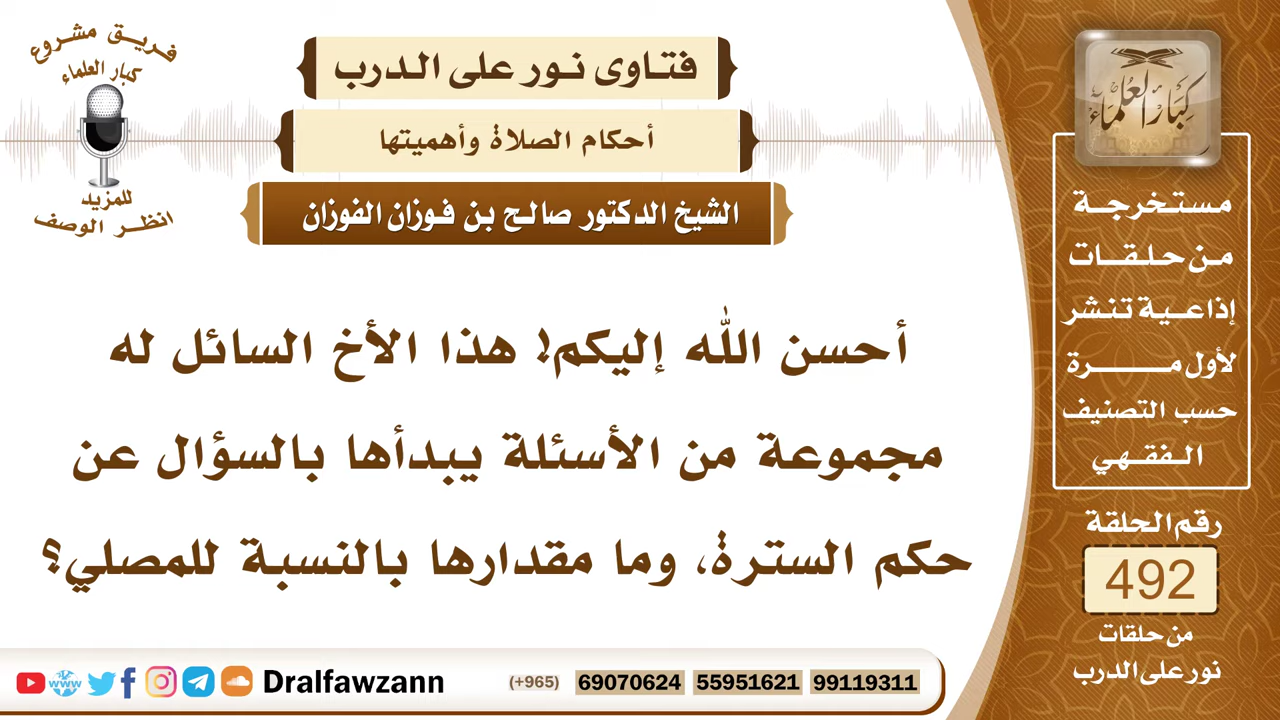 فريق مشروع
كبار العلماء
للمزيد
انظر الوصف
فتاوى نور على الدرب
أحكام الصلاة وأهميتها
الشيخ الدكتور صالح بن فوزان الفوزان
أحسن الله إليكم! هذا الأخ السائل له
مجموعة من الأسئلة يبدأها بالسؤال عن
حكم السترة، وما مقدارها بالنسبة للمصلي؟
كبار العلماء
مستخرجة
من حلقات
إذاعية تنشر
لأول مرة
حسب التصنيف
الفقهي
رقم الحلقة
492
من حلقات
نور على الدرب
www Dralfawzann (+965) 69070624 55951621 99119311